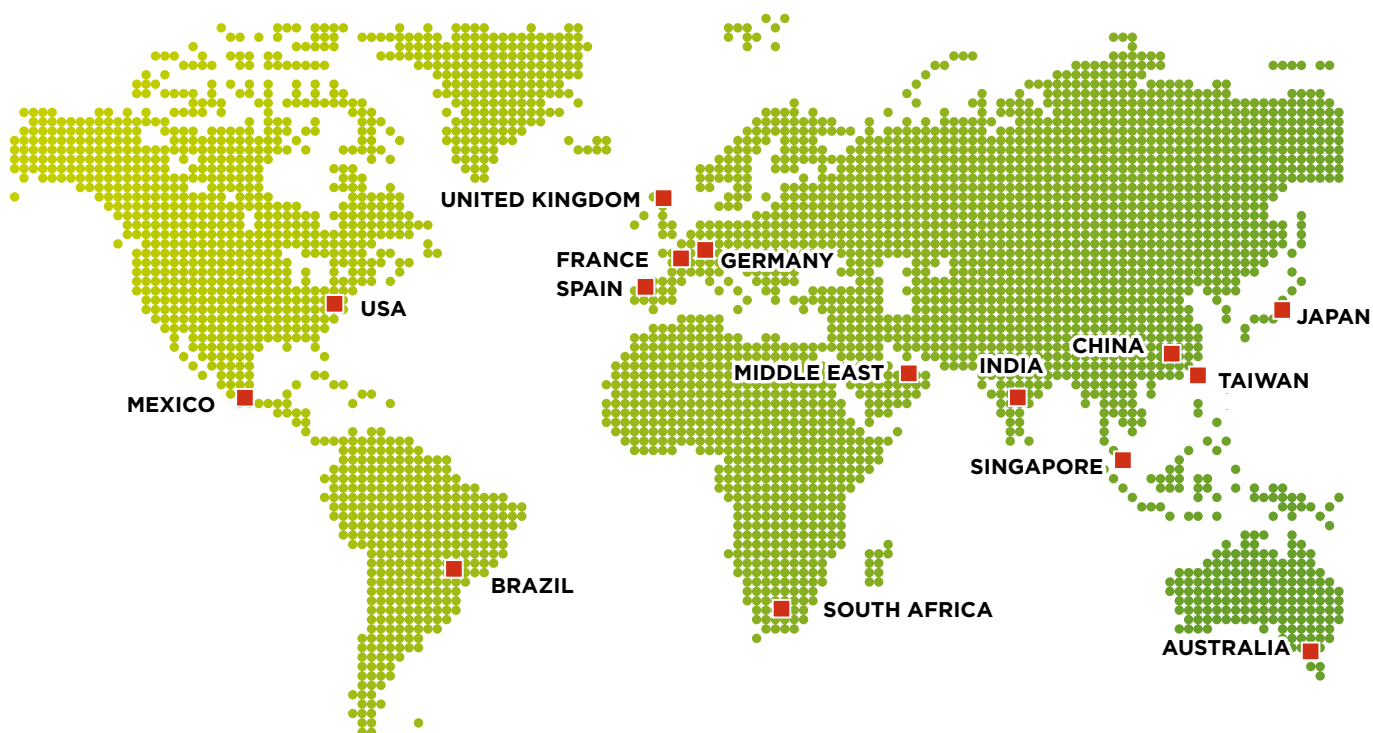 UNITED KINGDOM
FRANCE
GERMANY
SPAIN
USA
JAPAN
CHINA
INDIA
MIDDLE EAST
TAIWAN
MEXICO
SINGAPORE
BRAZIL
SOUTH AFRICA
AUSTRALIA